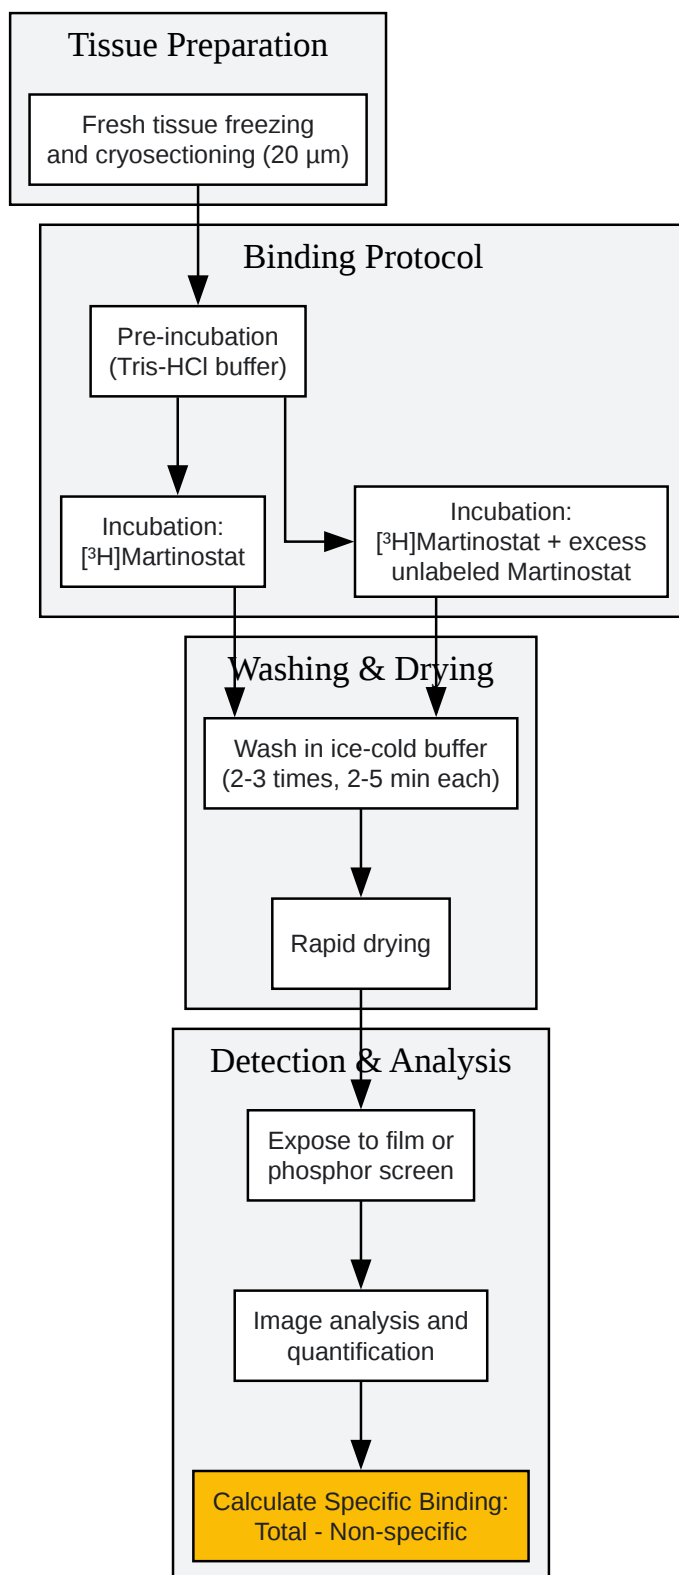 Tissue Preparation
Fresh tissue freezing
and cryosectioning (20 µm)
Binding Protocol
Pre-incubation
(Tris-HCl buffer)
Incubation:
[³H]Martinostat
Incubation:
[³H]Martinostat + excess
unlabeled Martinostat
Washing & Drying
Wash in ice-cold buffer
(2-3 times, 2-5 min each)
Rapid drying
Detection & Analysis
Expose to film or
phosphor screen
Image analysis and
quantification
Calculate Specific Binding:
Total - Non-specific